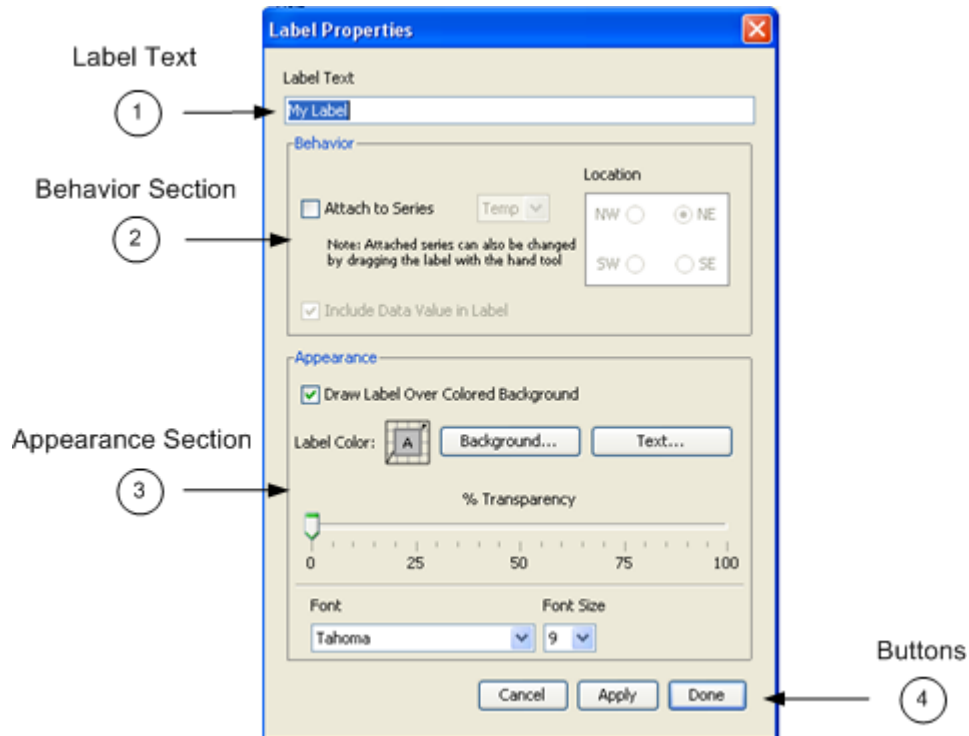 Label Properties
Label Text
1
Label Text
My Label
Behavior Section
2
Behavior
Location
Attach to Series
Temp
NW
NE
Note: Attached series can also be changed
by dragging the label with the hand tool
SW
SE
Include Data Value in Label
Appearance Section
3
Appearance
Draw Label Over Colored Background
Label Color:
A
Background...
Text...
% Transparency
0 25 50 75 100
Font
Font Size
Tahoma
9
Buttons
4
Cancel
Apply
Done